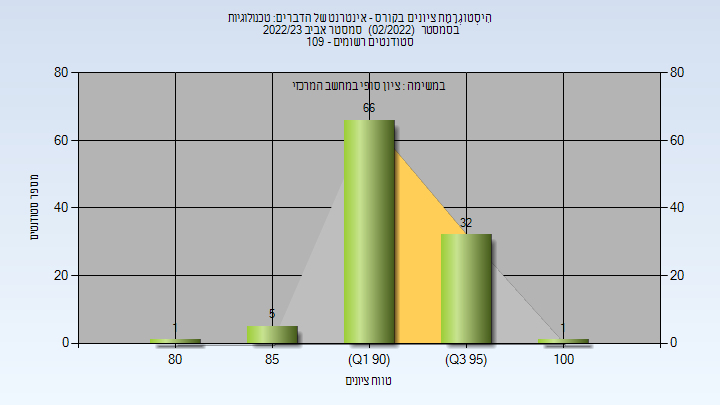 היסטוגרמת ציונים בקורס - אינטרנט של הדברים: טכנולוגיות
בסמסטר (02/2022) סמסטר אביב 2022/23
סטודנטים רשומים - 109
במשימה : ציון סופי במחשב המרכזי
80 80
66
60 60
מספר סטודנטים
40 40
32
20 20
5
1 1
0 0
80 85 (Q1 90) (Q3 95) 100
טווח ציונים